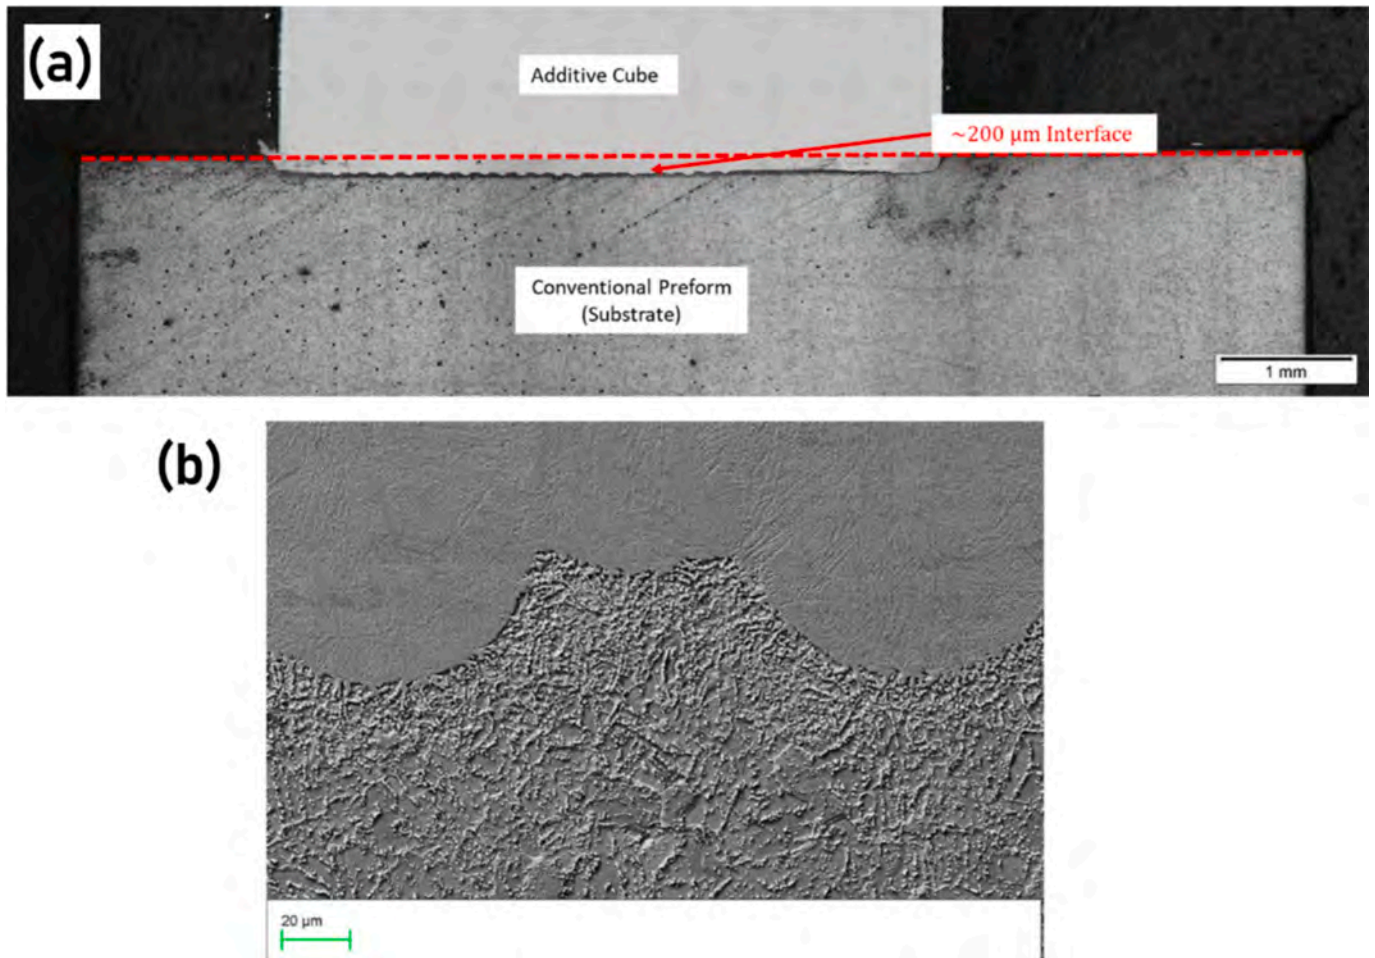 (a)
Additive Cube
~200 μm Interface
Conventional Preform
(Substrate)
1 mm
(b)
20 μm